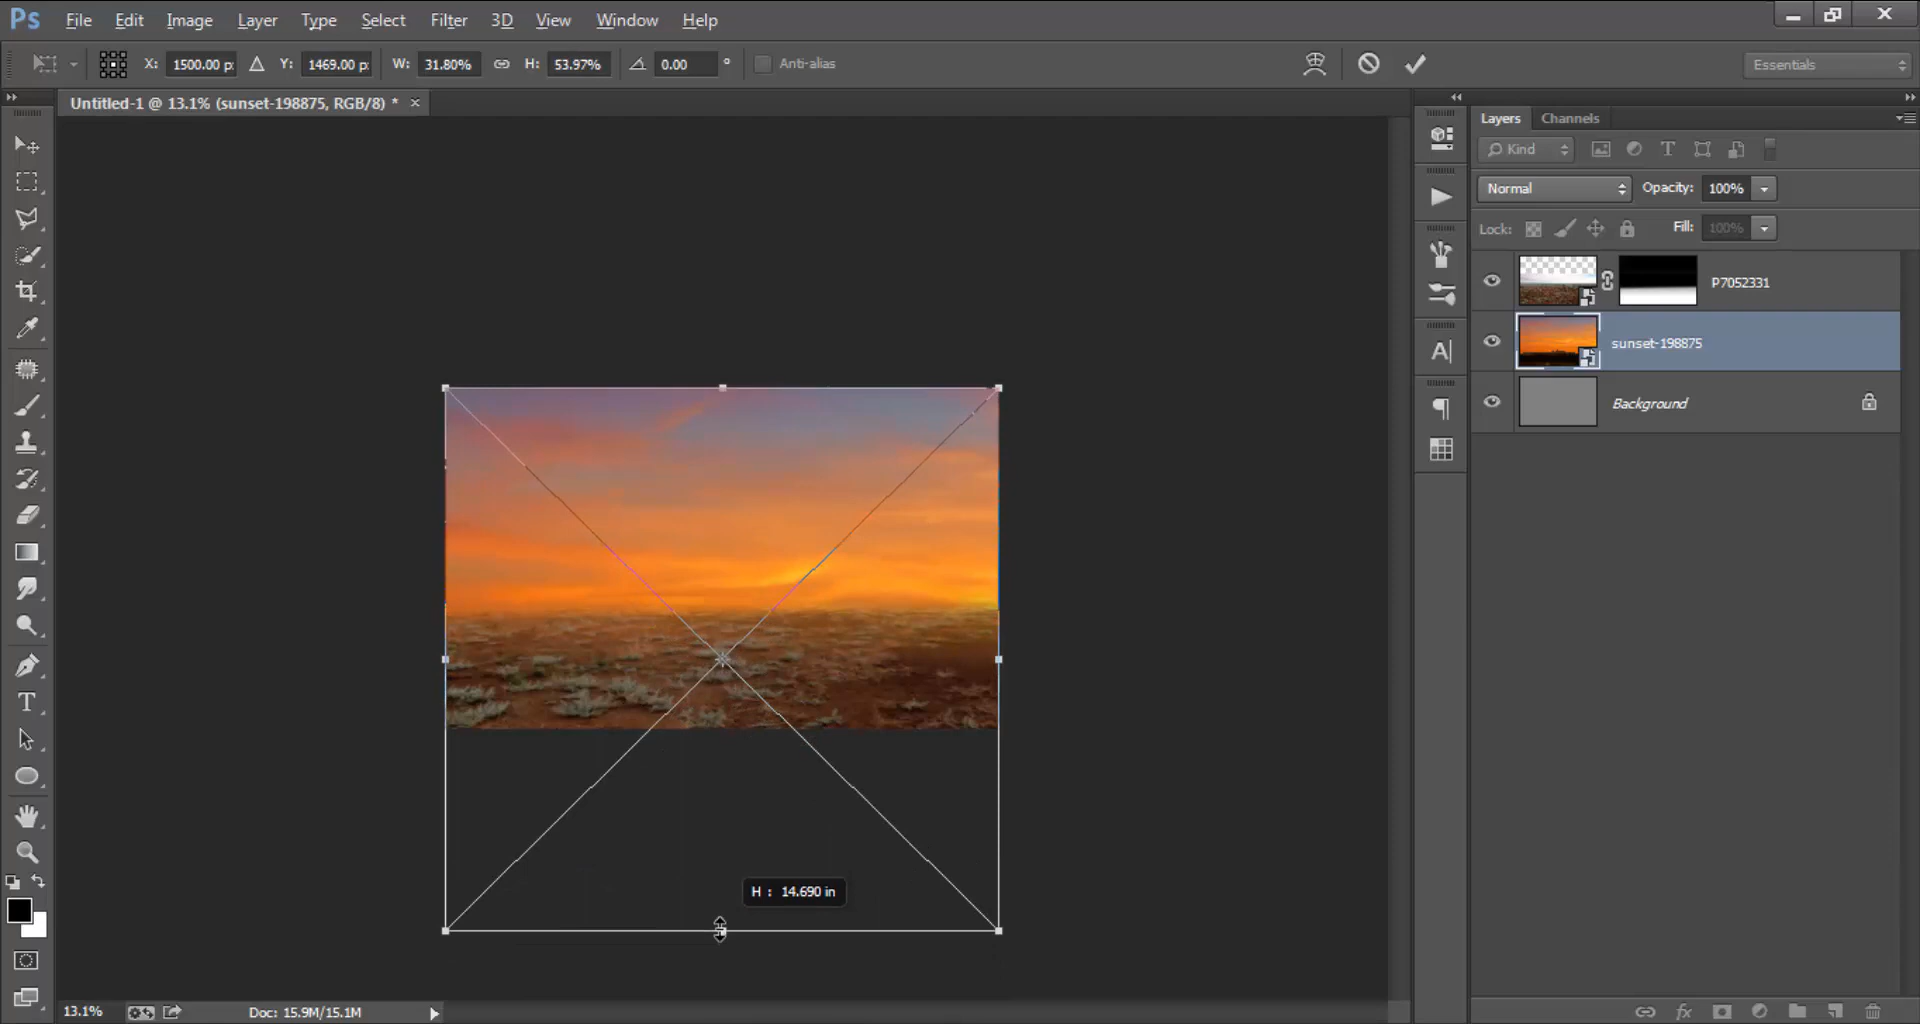 Ps File Edit Image Layer Type Select Filter 3D View Window Help
X: 1500.00 p: Y: 1469.00 p: W: 31.80% H: 53.97% 0.00 ° Anti-alias Essentials
Untitled-1 @ 13.1% (sunset-198875, RGB/8) * ×
Layers Channels
Kind T
Normal Opacity: 100%
Lock: Fill: 100%
P7052331
sunset-198875
Background
A
T
H : 14.690 in
13.1% Doc: 15.9M/15.1M fx